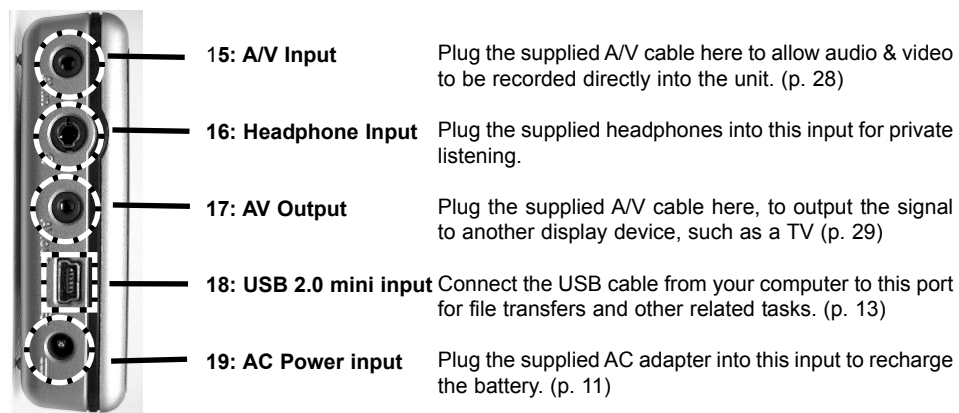 15: A/V Input Plug the supplied A/V cable here to allow audio & video
to be recorded directly into the unit. (p. 28)
16: Headphone Input Plug the supplied headphones into this input for private
listening.
17: AV Output Plug the supplied A/V cable here, to output the signal
to another display device, such as a TV (p. 29)
18: USB 2.0 mini input Connect the USB cable from your computer to this port
for file transfers and other related tasks. (p. 13)
19: AC Power input Plug the supplied AC adapter into this input to recharge
the battery. (p. 11)